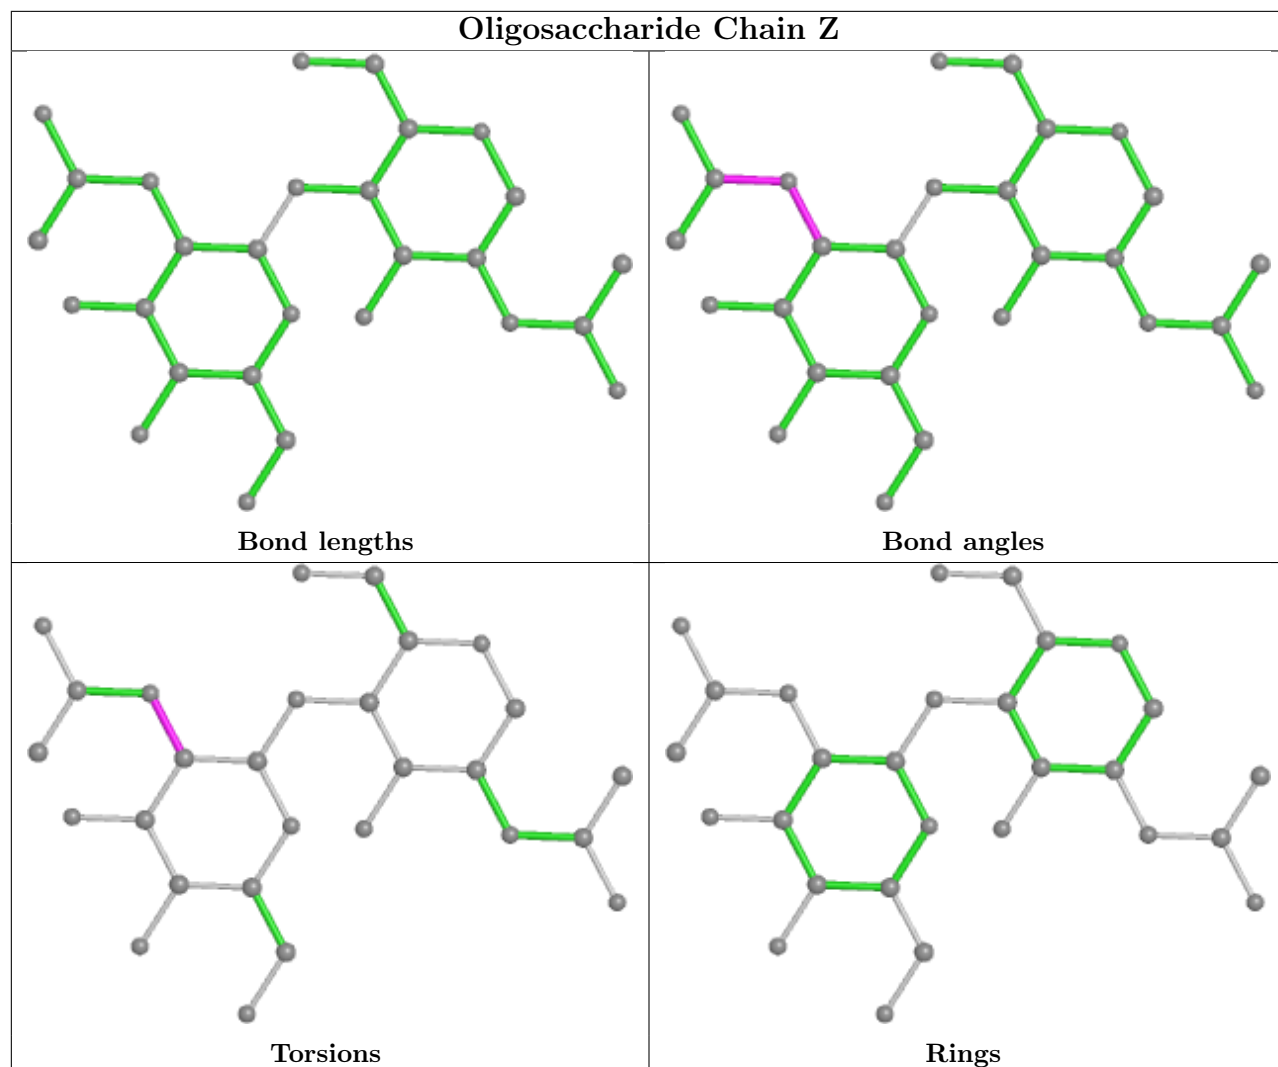 Oligosaccharide Chain Z
Bond lengths
Bond angles
Torsions
Rings